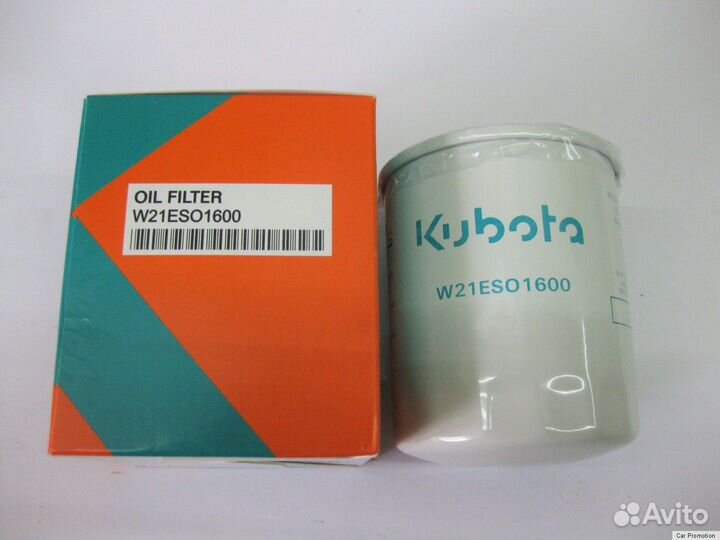 OIL FILTER
W21ESO1600
Kubota
W21ESO1600
Avito
Car Promotion